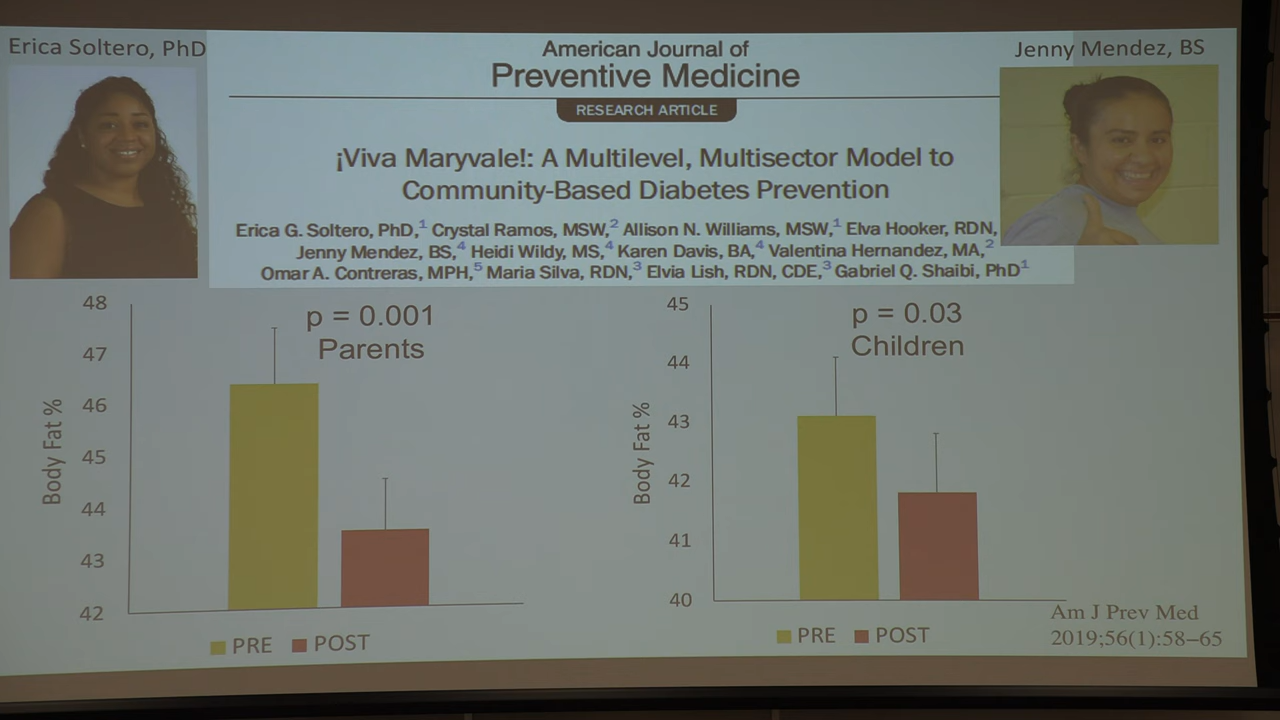 Erica Soltero, PhD
American Journal of
Preventive Medicine
RESEARCH ARTICLE
Jenny Mendez, BS
¡Viva Maryvale!: A Multilevel, Multisector Model to
Community-Based Diabetes Prevention
Erica G. Soltero, PhD,1 Crystal Ramos, MSW,2 Allison N. Williams, MSW,1 Elva Hooker, RDN,
Jenny Mendez, BS,4 Heidi Wildy, MS,4 Karen Davis, BA,4 Valentina Hernandez, MA,2
Omar A. Contreras, MPH,5 Maria Silva, RDN,3 Elvia Lish, RDN, CDE,3 Gabriel Q. Shaibi, PhD1
p = 0.001
Parents
Body Fat %
48
47
46
45
44
43
42
PRE POST
p = 0.03
Children
Body Fat %
45
44
43
42
41
40
PRE POST
Am J Prev Med
2019;56(1):58–65